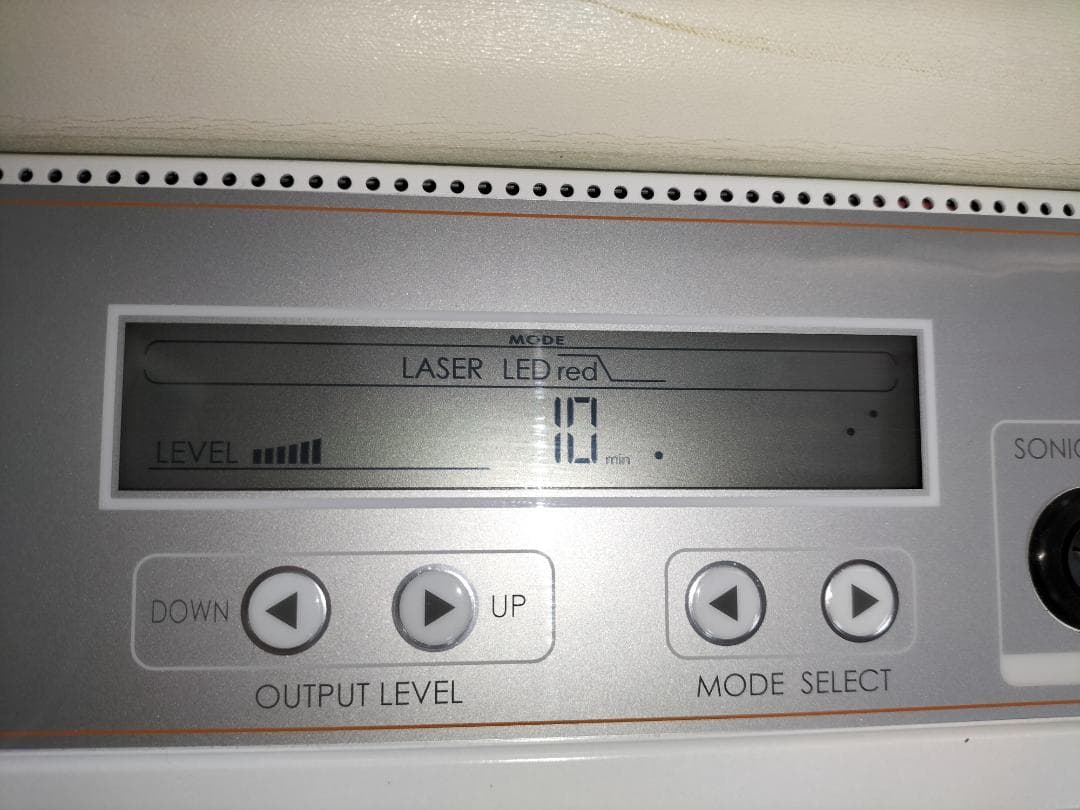 MODE
LASER LED red
LEVEL 10 min
SONIC
DOWN UP
OUTPUT LEVEL
MODE SELECT